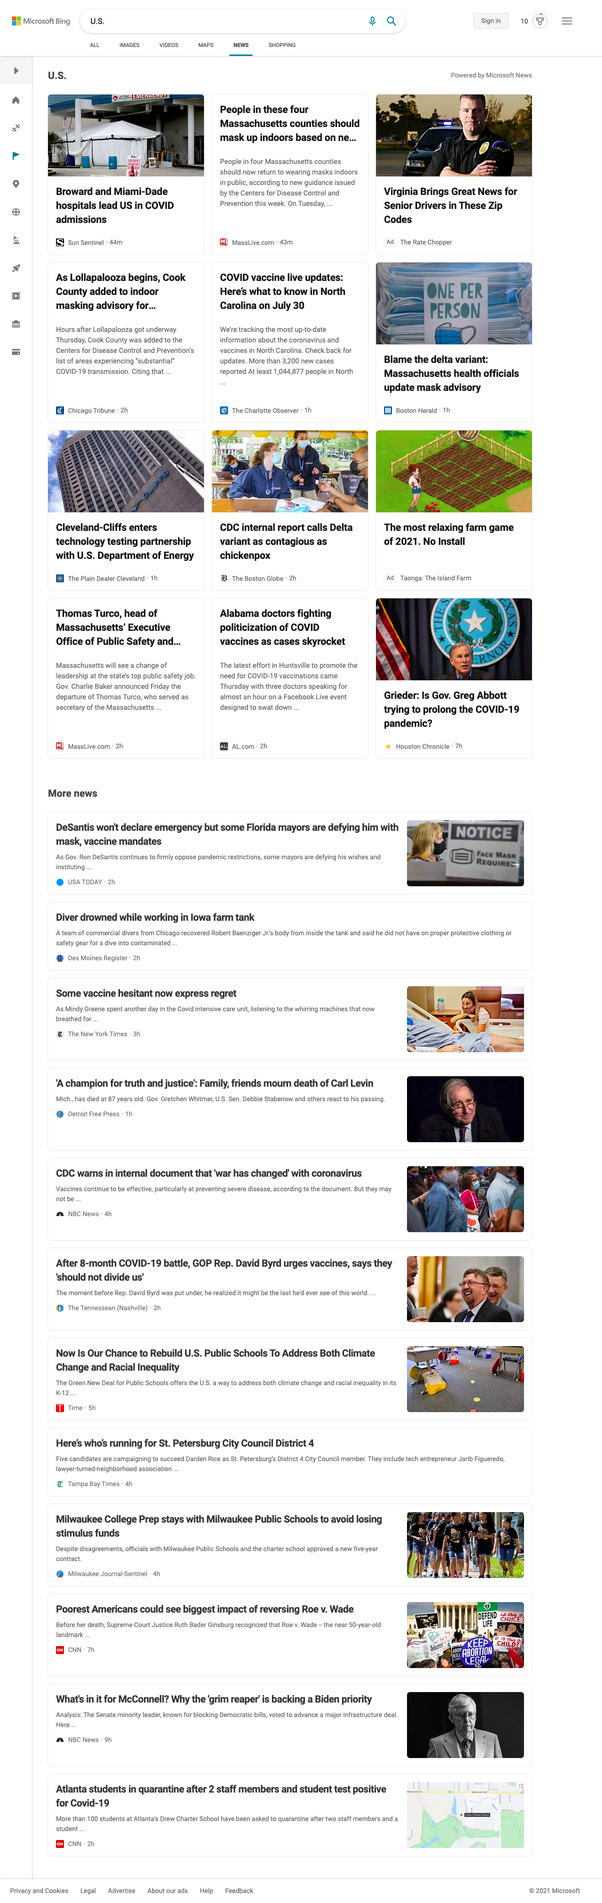 Microsoft Bing
U.S.
Sign in
10
ALL
IMAGES
VIDEOS
MAPS
NEWS
SHOPPING
U.S.
Powered by Microsoft News
EMERGENCY
Broward and Miami-Dade
hospitals lead US in COVID
admissions
Sun Sentinel · 44m
People in these four
Massachusetts counties should
mask up indoors based on ne...
People in four Massachusetts counties
should now return to wearing masks indoors
in public, according to new guidance issued
by the Centers for Disease Control and
Prevention this week. On Tuesday, ...
MassLive.com · 43m
Virginia Brings Great News for
Senior Drivers in These Zip
Codes
Ad The Rate Chopper
As Lollapalooza begins, Cook
County added to indoor
masking advisory for...
Hours after Lollapalooza got underway
Thursday, Cook County was added to the
Centers for Disease Control and Prevention's
list of areas experiencing "substantial"
COVID-19 transmission. Citing that ...
Chicago Tribune · 2h
COVID vaccine live updates:
Here's what to know in North
Carolina on July 30
We're tracking the most up-to-date
information about the coronavirus and
vaccines in North Carolina. Check back for
updates. More than 3,200 new cases
reported At least 1,044,877 people in North
...
The Charlotte Observer · 1h
ONE PER
PERSON
Blame the delta variant:
Massachusetts health officials
update mask advisory
Boston Herald · 1h
Cleveland-Cliffs enters
technology testing partnership
with U.S. Department of Energy
The Plain Dealer Cleveland · 1h
CDC internal report calls Delta
variant as contagious as
chickenpox
The Boston Globe · 2h
The most relaxing farm game
of 2021. No Install
Ad Taonga: The Island Farm
Thomas Turco, head of
Massachusetts' Executive
Office of Public Safety and...
Massachusetts will see a change of
leadership at the state's top public safety job.
Gov. Charlie Baker announced Friday the
departure of Thomas Turco, who served as
secretary of the Massachusetts ...
MassLive.com · 2h
Alabama doctors fighting
politicization of COVID
vaccines as cases skyrocket
The latest effort in Huntsville to promote the
need for COVID-19 vaccinations came
Thursday with three doctors speaking for
almost an hour on a Facebook Live event
designed to swat down ...
AL.com · 2h
Grieder: Is Gov. Greg Abbott
trying to prolong the COVID-19
pandemic?
Houston Chronicle · 7h
More news
DeSantis won't declare emergency but some Florida mayors are defying him with
mask, vaccine mandates
As Gov. Ron DeSantis continues to firmly oppose pandemic restrictions, some mayors are defying his wishes and
instituting ...
USA TODAY · 2h
NOTICE
FACE MASK
REQUIRED
Diver drowned while working in Iowa farm tank
A team of commercial divers from Chicago recovered Robert Baenziger Jr.'s body from inside the tank and said he did not have on proper protective clothing or
safety gear for a dive into contaminated ...
Des Moines Register · 2h
Some vaccine hesitant now express regret
As Mindy Greene spent another day in the Covid intensive care unit, listening to the whirring machines that now
breathed for ...
The New York Times · 3h
'A champion for truth and justice': Family, friends mourn death of Carl Levin
Mich., has died at 87 years old. Gov. Gretchen Whitmer, U.S. Sen. Debbie Stabenow and others react to his passing.
Detroit Free Press · 1h
CDC warns in internal document that 'war has changed' with coronavirus
Vaccines continue to be effective, particularly at preventing severe disease, according to the document. But they may
not be ...
NBC News · 4h
After 8-month COVID-19 battle, GOP Rep. David Byrd urges vaccines, says they
'should not divide us'
The moment before Rep. David Byrd was put under, he realized it might be the last he'd ever see of this world. ...
The Tennessean (Nashville) · 2h
Now Is Our Chance to Rebuild U.S. Public Schools To Address Both Climate
Change and Racial Inequality
The Green New Deal for Public Schools offers the U.S. a way to address both climate change and racial inequality in its
K-12 ...
Time · 5h
Here's who's running for St. Petersburg City Council District 4
Five candidates are campaigning to succeed Darden Rice as St. Petersburg's District 4 City Council member. They include tech entrepreneur Jarib Figueredo,
lawyer-turned-neighborhood association ...
Tampa Bay Times · 4h
Milwaukee College Prep stays with Milwaukee Public Schools to avoid losing
stimulus funds
Despite disagreements, officials with Milwaukee Public Schools and the charter school approved a new five-year
contract.
Milwaukee Journal-Sentinel · 4h
Poorest Americans could see biggest impact of reversing Roe v. Wade
Before her death, Supreme Court Justice Ruth Bader Ginsburg recognized that Roe v. Wade -- the near 50-year-old
landmark ...
CNN · 7h
DEFEND
LIFE
KEEP
ABORTION
LEGAL
What's in it for McConnell? Why the 'grim reaper' is backing a Biden priority
Analysis: The Senate minority leader, known for blocking Democratic bills, voted to advance a major infrastructure deal.
Here ...
NBC News · 9h
Atlanta students in quarantine after 2 staff members and student test positive
for Covid-19
More than 100 students at Atlanta's Drew Charter School have been asked to quarantine after two staff members and a
student ...
CNN · 2h
Privacy and Cookies
Legal
Advertise
About our ads
Help
Feedback
© 2021 Microsoft